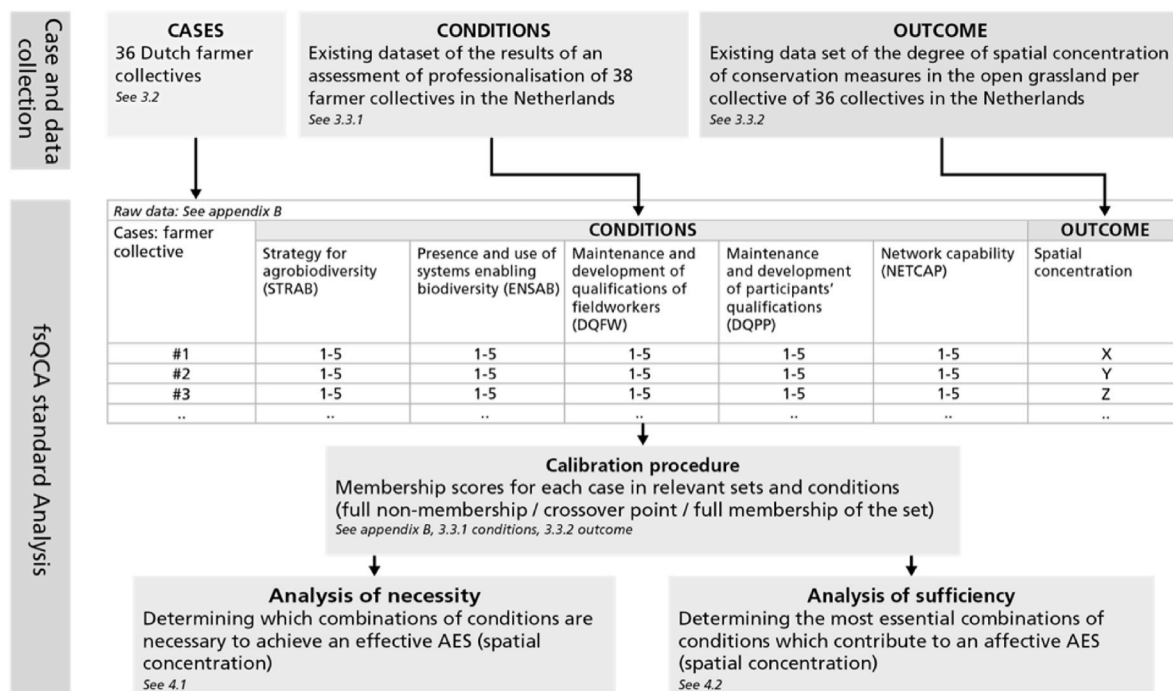 Case and data
collection
CASES
36 Dutch farmer
collectives
See 3.2
CONDITIONS
Existing dataset of the results of an
assessment of professionalisation of 38
farmer collectives in the Netherlands
See 3.3.1
OUTCOME
Existing data set of the degree of spatial concentration
of conservation measures in the open grassland per
collective of 36 collectives in the Netherlands
See 3.3.2
fsQCA standard Analysis
Raw data: See appendix B
Cases: farmer
collective
CONDITIONS
OUTCOME
Strategy for
agrobiodiversity
(STRAB)
Presence and use of
systems enabling
biodiversity (ENSAB)
Maintenance and
development of
qualifications of
fieldworkers
(DQFW)
Maintenance
and development
of participants’
qualifications
(DQPP)
Network capability
(NETCAP)
Spatial
concentration
#1 1-5 1-5 1-5 1-5 1-5 X
#2 1-5 1-5 1-5 1-5 1-5 Y
#3 1-5 1-5 1-5 1-5 1-5 Z
.. .. .. .. .. .. ..
Calibration procedure
Membership scores for each case in relevant sets and conditions
(full non-membership / crossover point / full membership of the set)
See appendix B, 3.3.1 conditions, 3.3.2 outcome
Analysis of necessity
Determining which combinations of conditions are
necessary to achieve an effective AES (spatial
concentration)
See 4.1
Analysis of sufficiency
Determining the most essential combinations of
conditions which contribute to an affective AES
(spatial concentration)
See 4.2